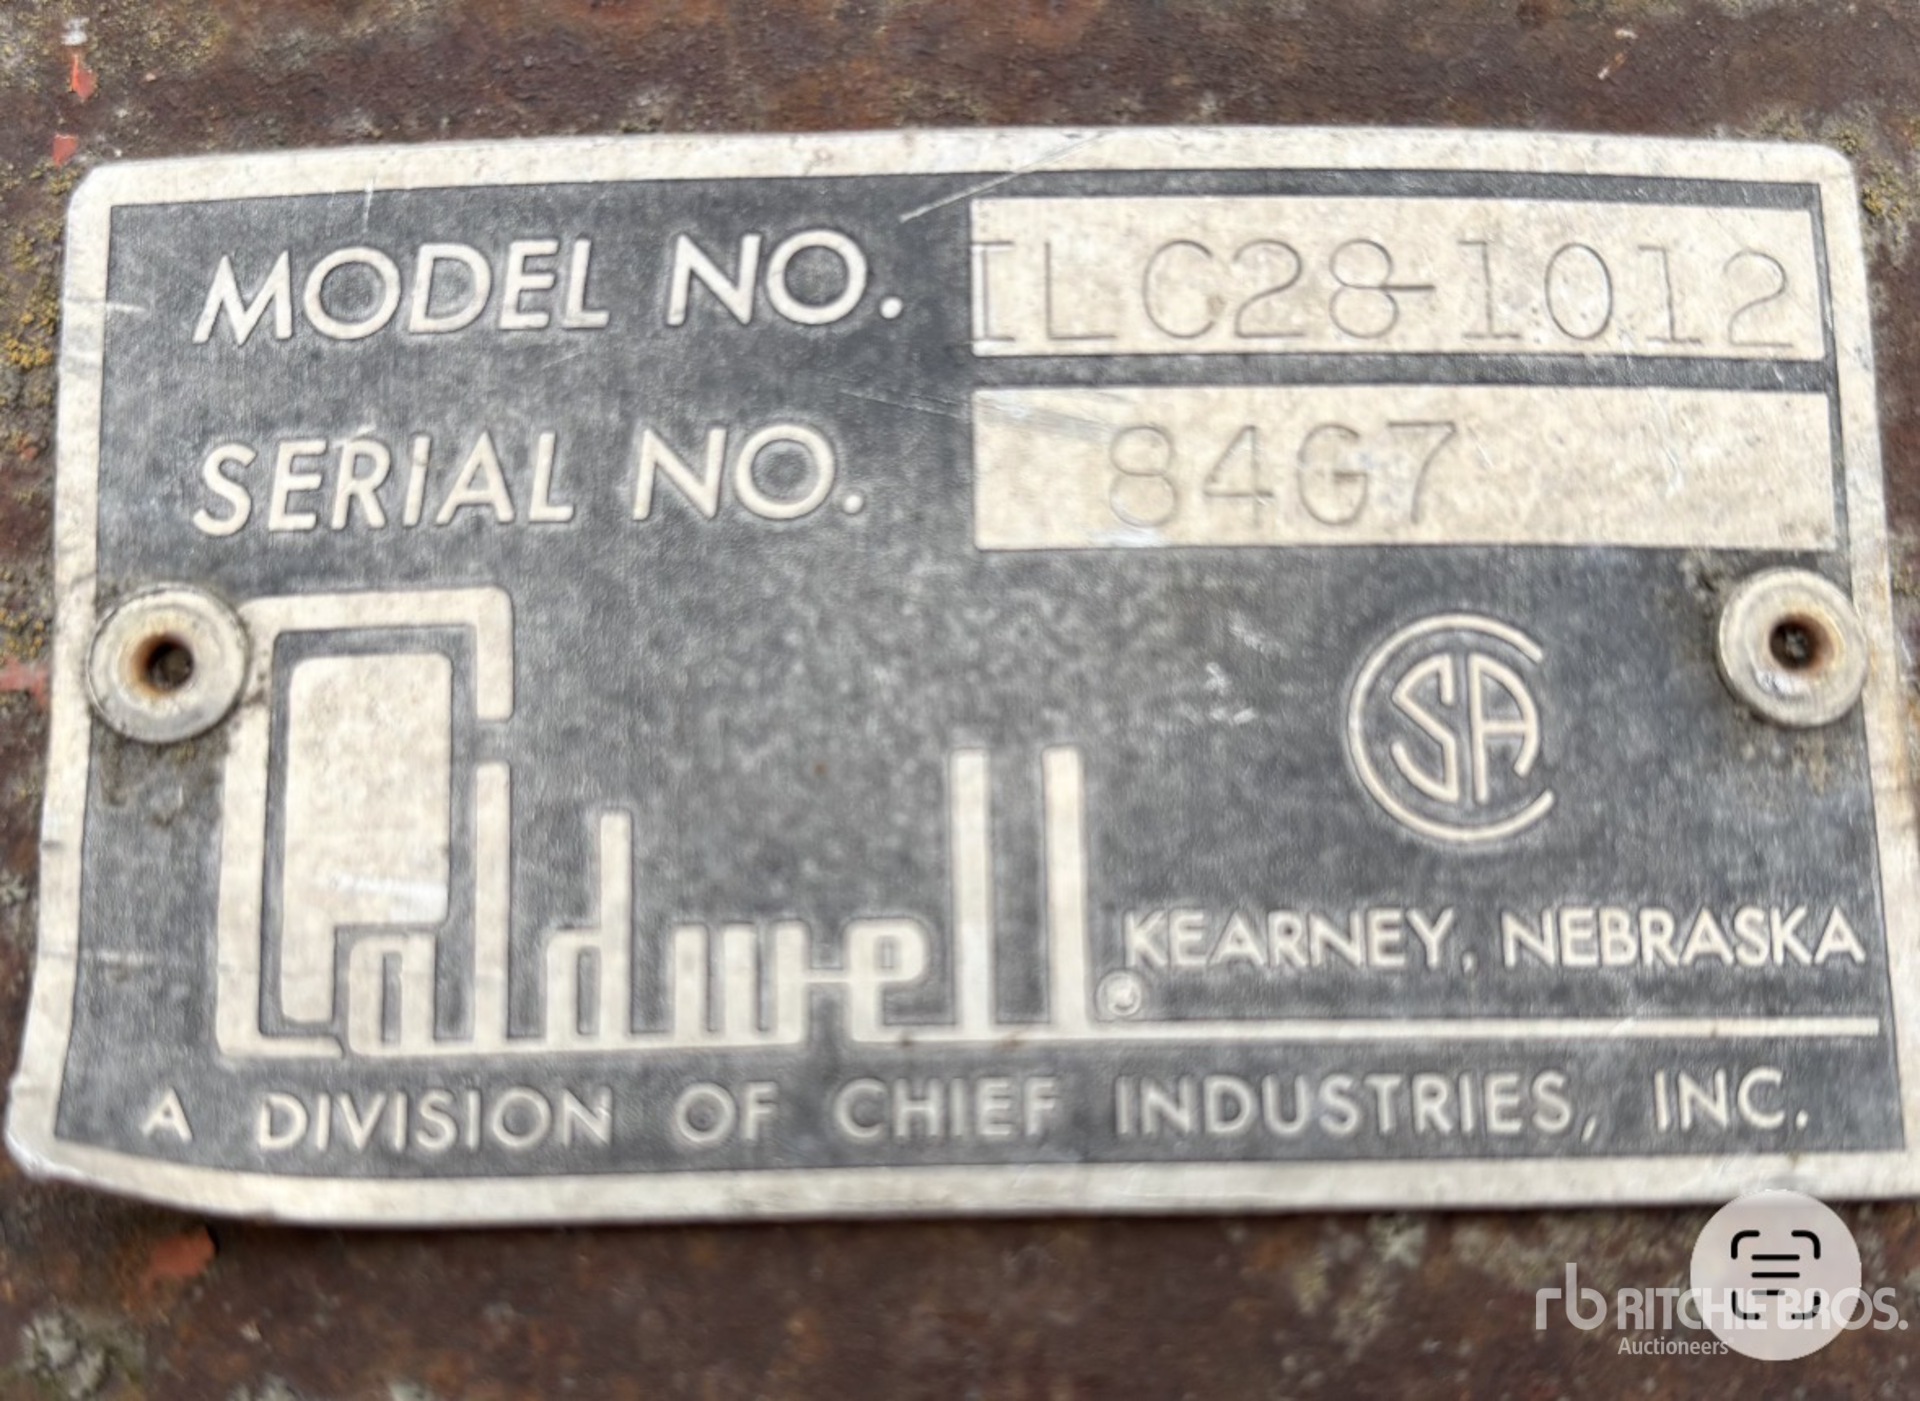 MODEL NO. ILC28-1012
SERIAL NO. 84G7
CSA
Caldwell® KEARNEY, NEBRASKA
A DIVISION OF CHIEF INDUSTRIES, INC.
rb RITCHIE BROS.
Auctioneers